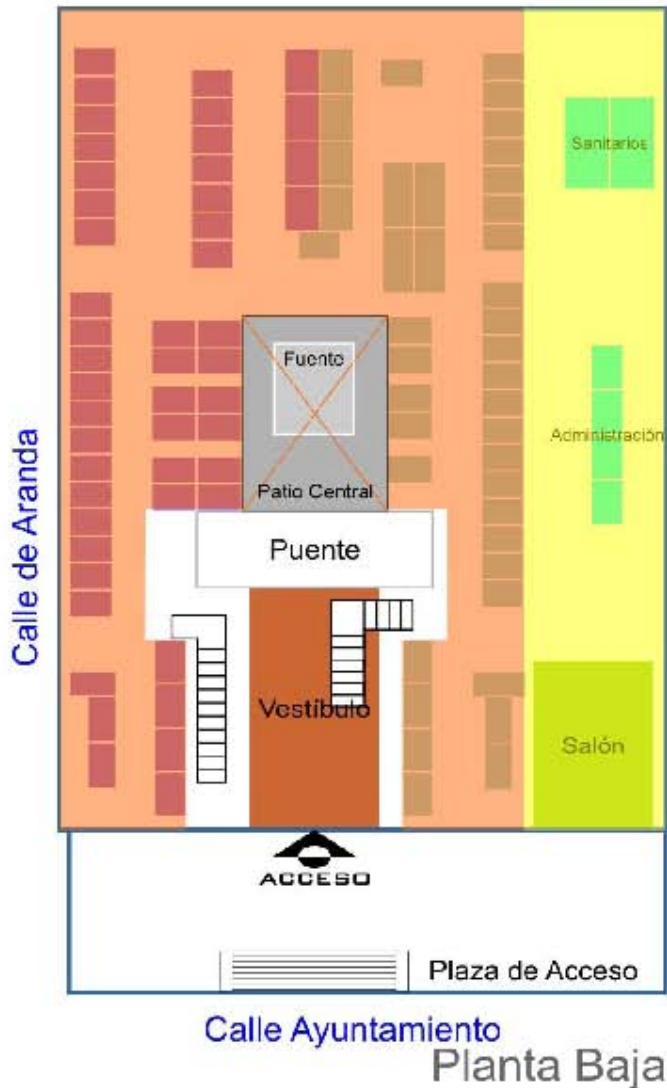 Sanitarios
Fuente
Administración
Patio Central
Calle de Aranda
Puente
Vestíbulo
Salón
ACCESO
Plaza de Acceso
Calle Ayuntamiento
Planta Baja